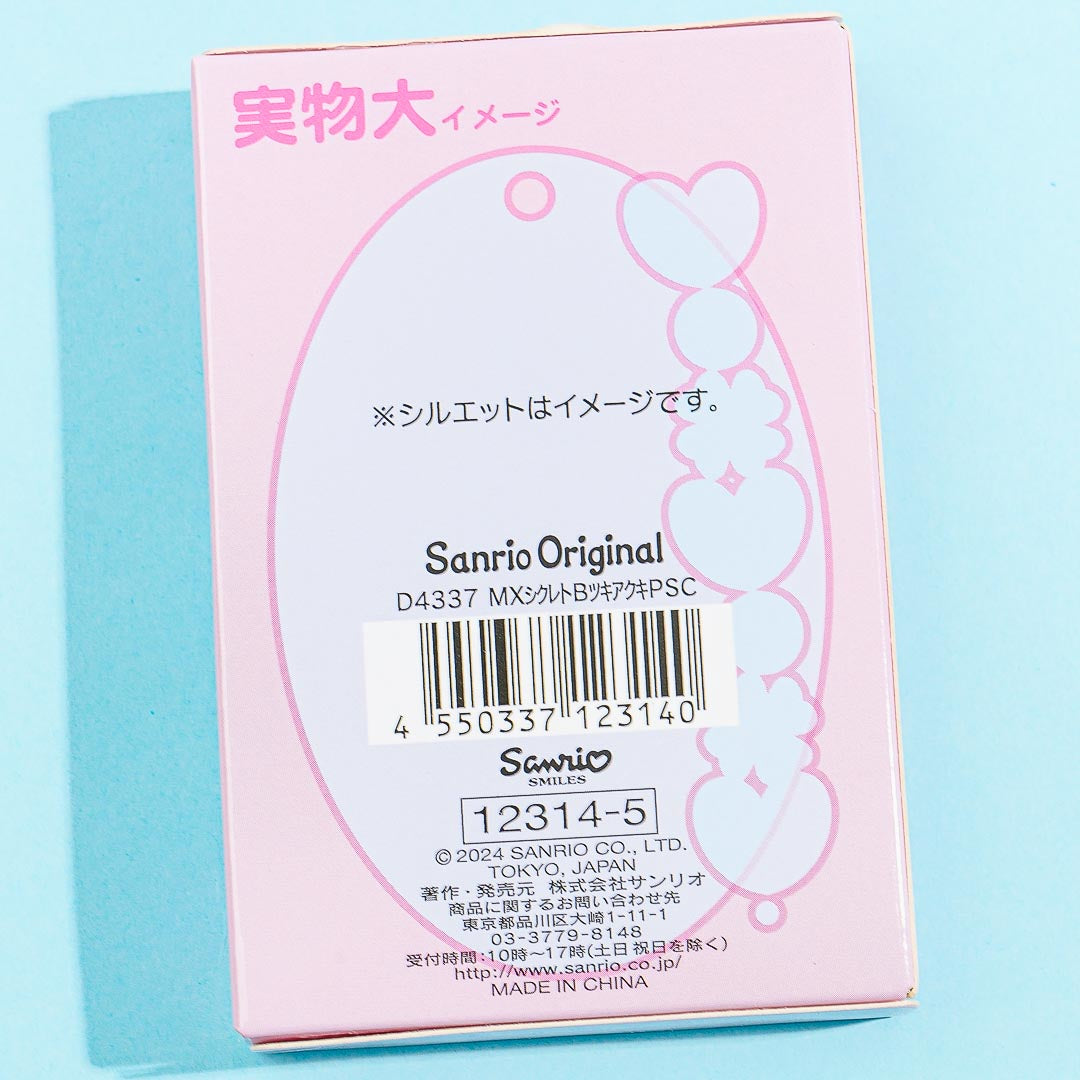 実物大イメージ
※シルエットはイメージです。
Sanrio Original
D4337 MXシクレトBツキアクキPSC
4 550337 123140
Sanrio
SMILES
12314-5
© 2024 SANRIO CO., LTD.
TOKYO, JAPAN
著作・発売元 株式会社サンリオ
商品に関するお問い合わせ先
東京都品川区大崎1-11-1
03-3779-8148
受付時間:10時~17時(土日祝日を除く)
http://www.sanrio.co.jp/
MADE IN CHINA